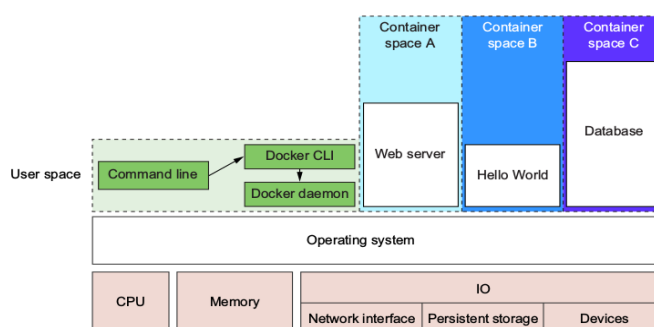 Container
space A
Container
space B
Container
space C
Database
Web server
Docker CLI
Hello World
User space
Command line
Docker daemon
Operating system
CPU
Memory
IO
Network interface
Persistent storage
Devices